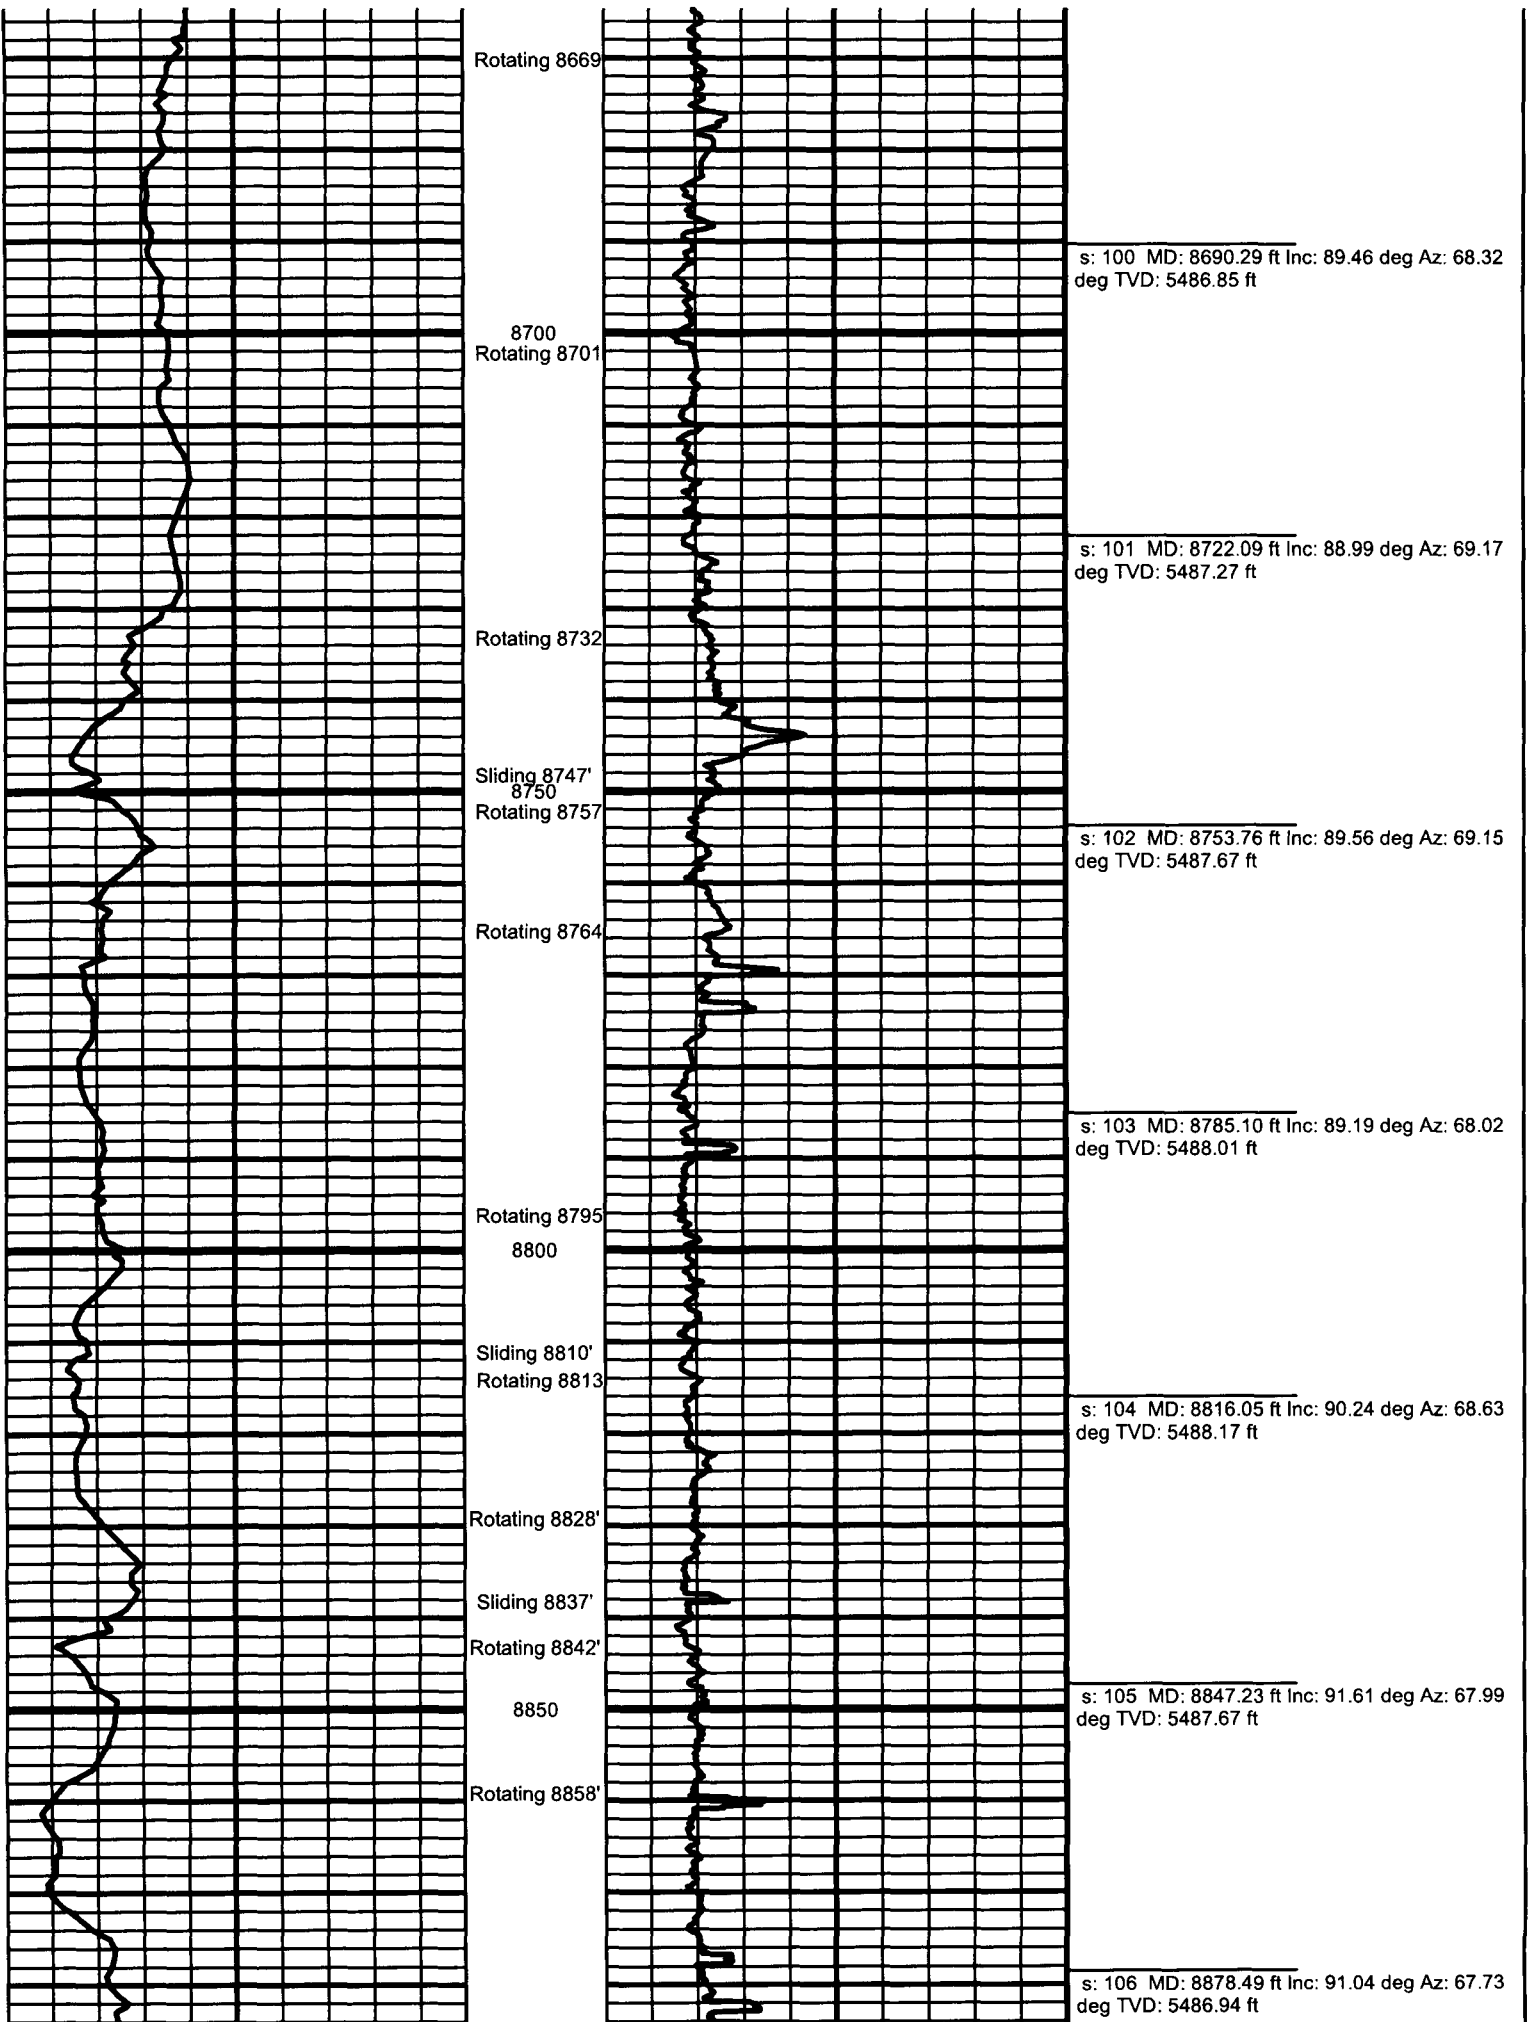 Rotating 8669
s: 100 MD: 8690.29 ft Inc: 89.46 deg Az: 68.32
deg TVD: 5486.85 ft
8700
Rotating 8701
s: 101 MD: 8722.09 ft Inc: 88.99 deg Az: 69.17
deg TVD: 5487.27 ft
Rotating 8732
Sliding 8747'
8750
Rotating 8757
s: 102 MD: 8753.76 ft Inc: 89.56 deg Az: 69.15
deg TVD: 5487.67 ft
Rotating 8764
s: 103 MD: 8785.10 ft Inc: 89.19 deg Az: 68.02
deg TVD: 5488.01 ft
Rotating 8795
8800
Sliding 8810'
Rotating 8813
s: 104 MD: 8816.05 ft Inc: 90.24 deg Az: 68.63
deg TVD: 5488.17 ft
Rotating 8828'
Sliding 8837'
Rotating 8842'
s: 105 MD: 8847.23 ft Inc: 91.61 deg Az: 67.99
deg TVD: 5487.67 ft
8850
Rotating 8858'
s: 106 MD: 8878.49 ft Inc: 91.04 deg Az: 67.73
deg TVD: 5486.94 ft